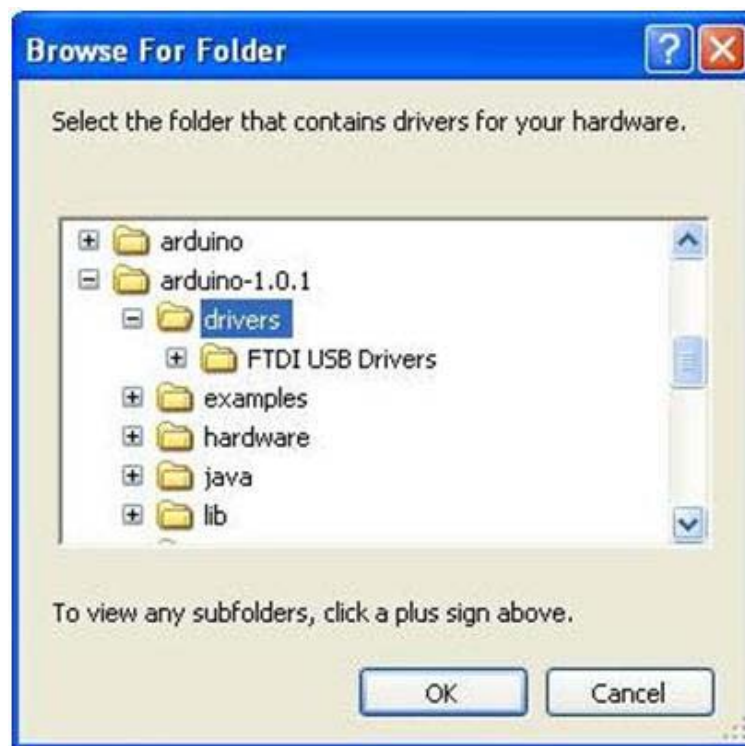 Browse For Folder
Select the folder that contains drivers for your hardware.
arduino
arduino-1.0.1
drivers
FTDI USB Drivers
examples
hardware
java
lib
To view any subfolders, click a plus sign above.
OK Cancel